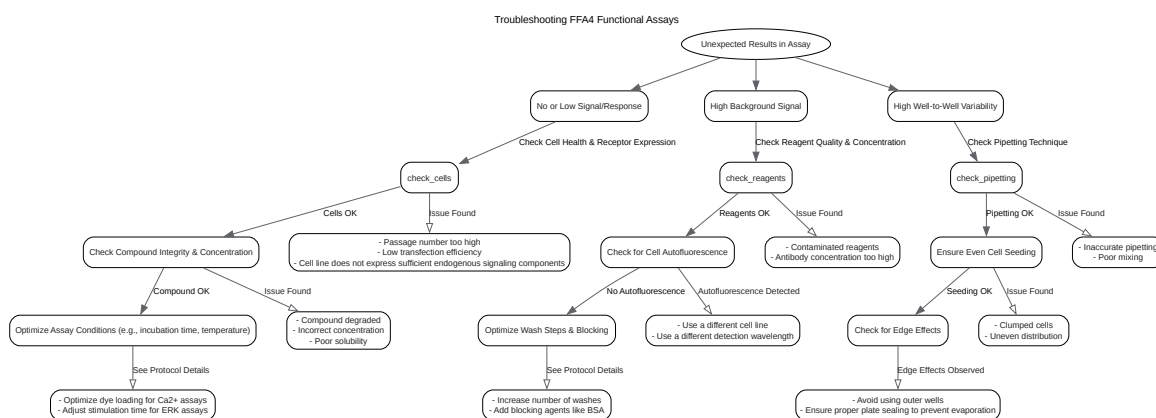 Troubleshooting FFA4 Functional Assays
Unexpected Results in Assay
No or Low Signal/Response
High Background Signal
High Well-to-Well Variability
Check Cell Health & Receptor Expression
Check Reagent Quality & Concentration
Check Pipetting Technique
check_cells
check_reagents
check_pipetting
Cells OK
Issue Found
Reagents OK
Issue Found
Pipetting OK
Issue Found
Check Compound Integrity & Concentration
- Passage number too high
- Low transfection efficiency
- Cell line does not express sufficient endogenous signaling components
Check for Cell Autofluorescence
- Contaminated reagents
- Antibody concentration too high
Ensure Even Cell Seeding
- Inaccurate pipetting
- Poor mixing
Compound OK
Issue Found
No Autofluorescence
Autofluorescence Detected
Seeding OK
Issue Found
Optimize Assay Conditions (e.g., incubation time, temperature)
- Compound degraded
- Incorrect concentration
- Poor solubility
Optimize Wash Steps & Blocking
- Use a different cell line
- Use a different detection wavelength
Check for Edge Effects
- Clumped cells
- Uneven distribution
See Protocol Details
See Protocol Details
Edge Effects Observed
- Optimize dye loading for Ca2+ assays
- Adjust stimulation time for ERK assays
- Increase number of washes
- Add blocking agents like BSA
- Avoid using outer wells
- Ensure proper plate sealing to prevent evaporation